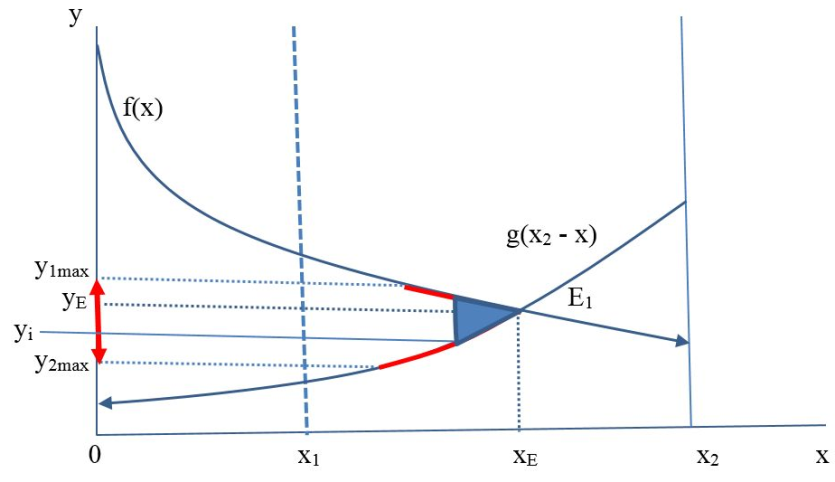 y
f(x)
g(x₂ - x)
y₁max
E₁
yE
yi
y₂max
0
x₁
xE
x₂
x